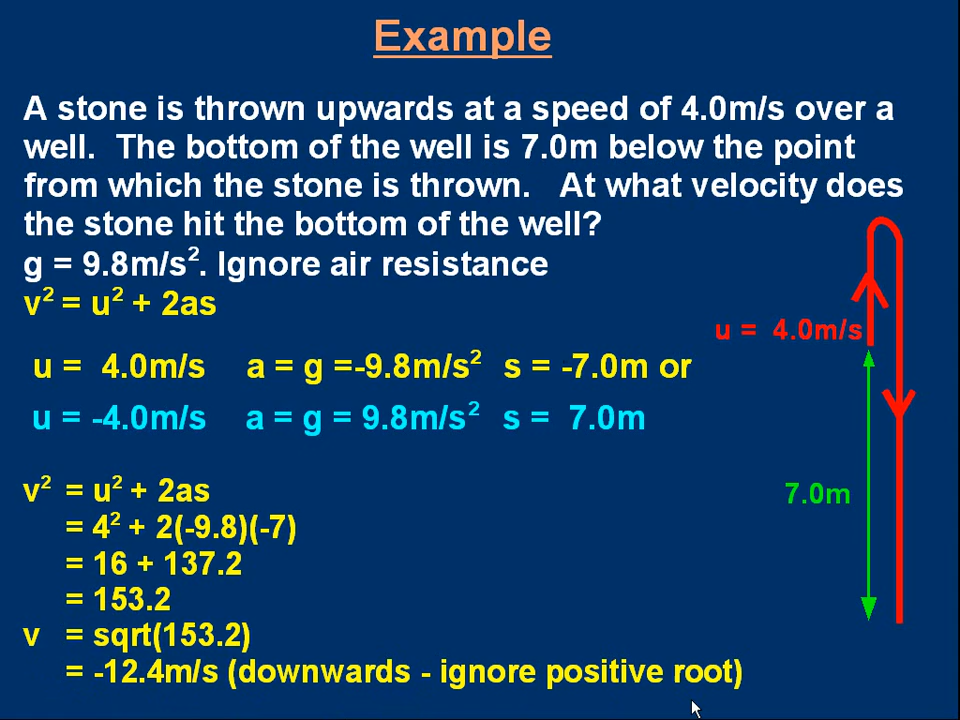 Example
A stone is thrown upwards at a speed of 4.0m/s over a
well. The bottom of the well is 7.0m below the point
from which the stone is thrown. At what velocity does
the stone hit the bottom of the well?
g = 9.8m/s². Ignore air resistance
v² = u² + 2as
u = 4.0m/s
u = 4.0m/s a = g =-9.8m/s² s = -7.0m or
u = -4.0m/s a = g = 9.8m/s² s = 7.0m
v² = u² + 2as
7.0m
= 4² + 2(-9.8)(-7)
= 16 + 137.2
= 153.2
v = sqrt(153.2)
= -12.4m/s (downwards - ignore positive root)